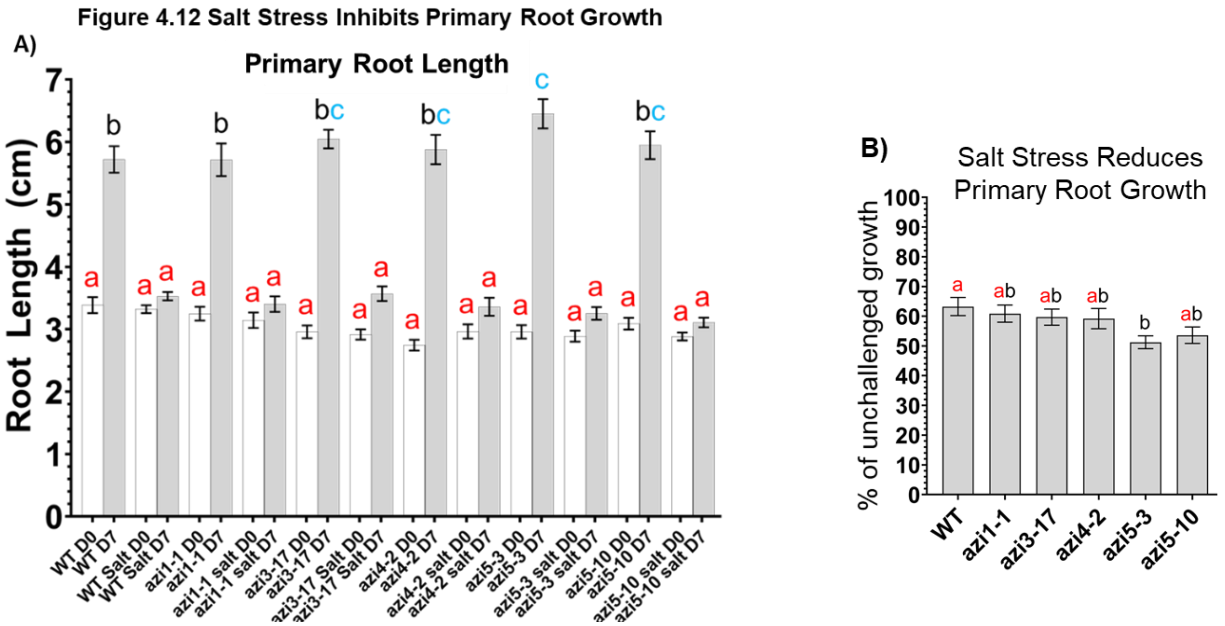 Figure 4.12 Salt Stress Inhibits Primary Root Growth
A)
Primary Root Length
Root Length (cm)
7
6
5
4
3
2
1
0
a
b
a
a
a
b
a
a
a
bc
a
a
a
bc
a
a
a
c
a
a
a
bc
a
a
WT D0
WT D7
WT Salt D0
WT Salt D7
azi1-1 D0
azi1-1 D7
azi1-1 salt D0
azi1-1 salt D7
azi3-17 D0
azi3-17 D7
azi3-17 Salt D0
azi3-17 Salt D7
azi4-2 D0
azi4-2 D7
azi4-2 salt D0
azi4-2 salt D7
azi5-3 D0
azi5-3 D7
azi5-3 salt D0
azi5-3 salt D7
azi5-10 D0
azi5-10 D7
azi5-10 salt D0
azi5-10 salt D7
B)
Salt Stress Reduces
Primary Root Growth
% of unchallenged growth
100
90
80
70
60
50
40
30
20
10
0
a
ab
ab
ab
b
ab
WT
azi1-1
azi3-17
azi4-2
azi5-3
azi5-10